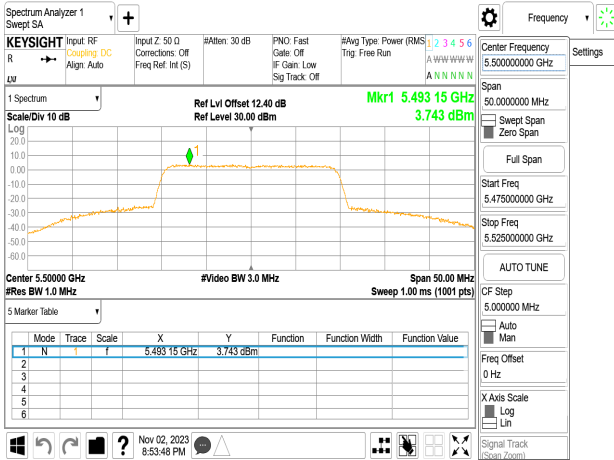 Spectrum Analyzer 1
Swept SA
Frequency
KEYSIGHT
R
LXI
Input: RF
Coupling: DC
Align: Auto
Input Z: 50 Ω
Corrections: Off
Freq Ref: Int (S)
#Atten: 30 dB
PNO: Fast
Gate: Off
IF Gain: Low
Sig Track: Off
#Avg Type: Power (RMS
Trig: Free Run
1 2 3 4 5 6
A W W W W W
A N N N N N
Settings
1 Spectrum
Scale/Div 10 dB
Ref Lvl Offset 12.40 dB
Ref Level 30.00 dBm
Mkr1 5.493 15 GHz
3.743 dBm
Log
20.0
10.0
0.00
-10.0
-20.0
-30.0
-40.0
-50.0
-60.0
1
Center 5.50000 GHz
#Res BW 1.0 MHz
#Video BW 3.0 MHz
Span 50.00 MHz
Sweep 1.00 ms (1001 pts)
5 Marker Table
Mode Trace Scale X Y Function Function Width Function Value
1 N 1 f 5.493 15 GHz 3.743 dBm
2
3
4
5
6
Nov 02, 2023
8:53:48 PM
Center Frequency
5.500000000 GHz
Span
50.0000000 MHz
Swept Span
Zero Span
Full Span
Start Freq
5.475000000 GHz
Stop Freq
5.525000000 GHz
AUTO TUNE
CF Step
5.000000 MHz
Auto
Man
Freq Offset
0 Hz
X Axis Scale
Log
Lin
Signal Track
(Span Zoom)